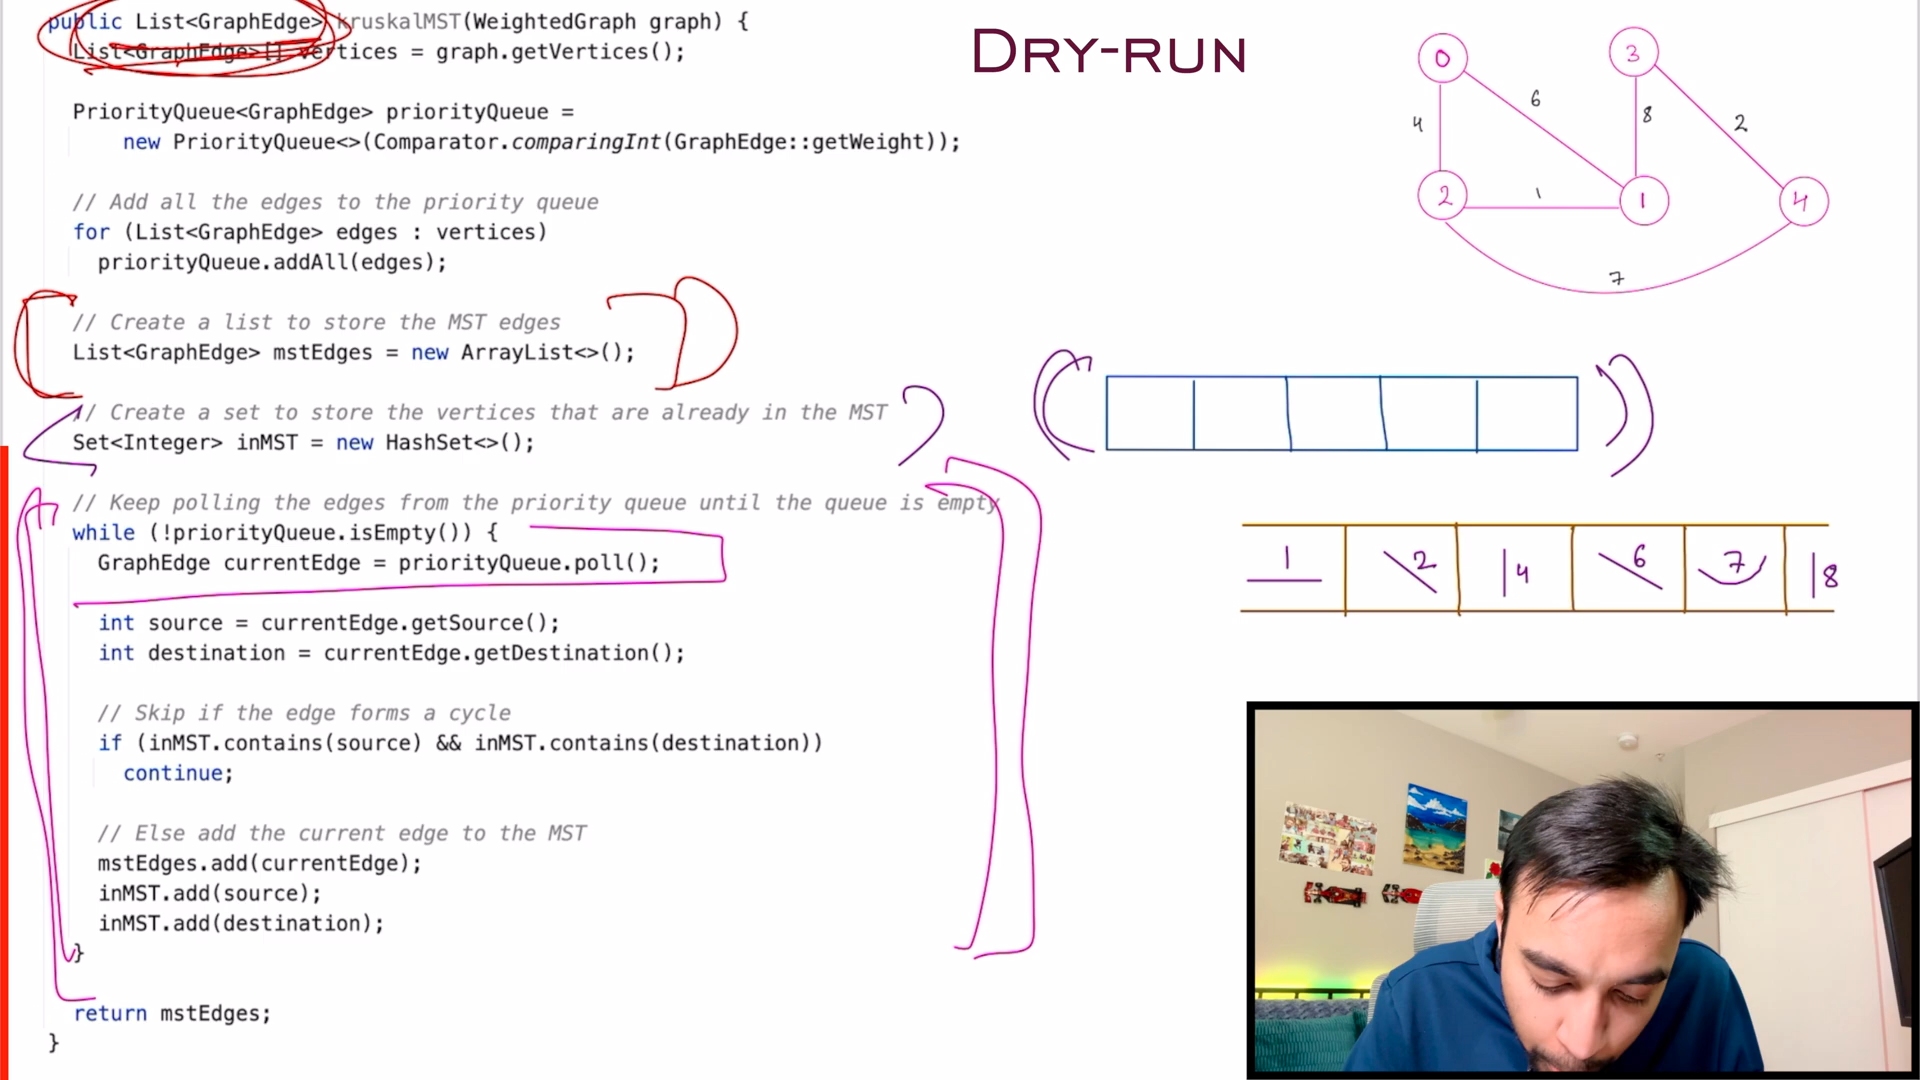 public List<GraphEdge> kruskalMST(WeightedGraph graph) {
List<GraphEdge>[] vertices = graph.getVertices();
PriorityQueue<GraphEdge> priorityQueue =
new PriorityQueue<>(Comparator.comparingInt(GraphEdge::getWeight));
// Add all the edges to the priority queue
for (List<GraphEdge> edges : vertices)
priorityQueue.addAll(edges);
// Create a list to store the MST edges
List<GraphEdge> mstEdges = new ArrayList<>();
// Create a set to store the vertices that are already in the MST
Set<Integer> inMST = new HashSet<>();
// Keep polling the edges from the priority queue until the queue is empty
while (!priorityQueue.isEmpty()) {
GraphEdge currentEdge = priorityQueue.poll();
int source = currentEdge.getSource();
int destination = currentEdge.getDestination();
// Skip if the edge forms a cycle
if (inMST.contains(source) && inMST.contains(destination))
continue;
// Else add the current edge to the MST
mstEdges.add(currentEdge);
inMST.add(source);
inMST.add(destination);
}
return mstEdges;
}
DRY-RUN
0 3
6
4 8 2
2 1 1 4
7
1 2 4 6 7 8